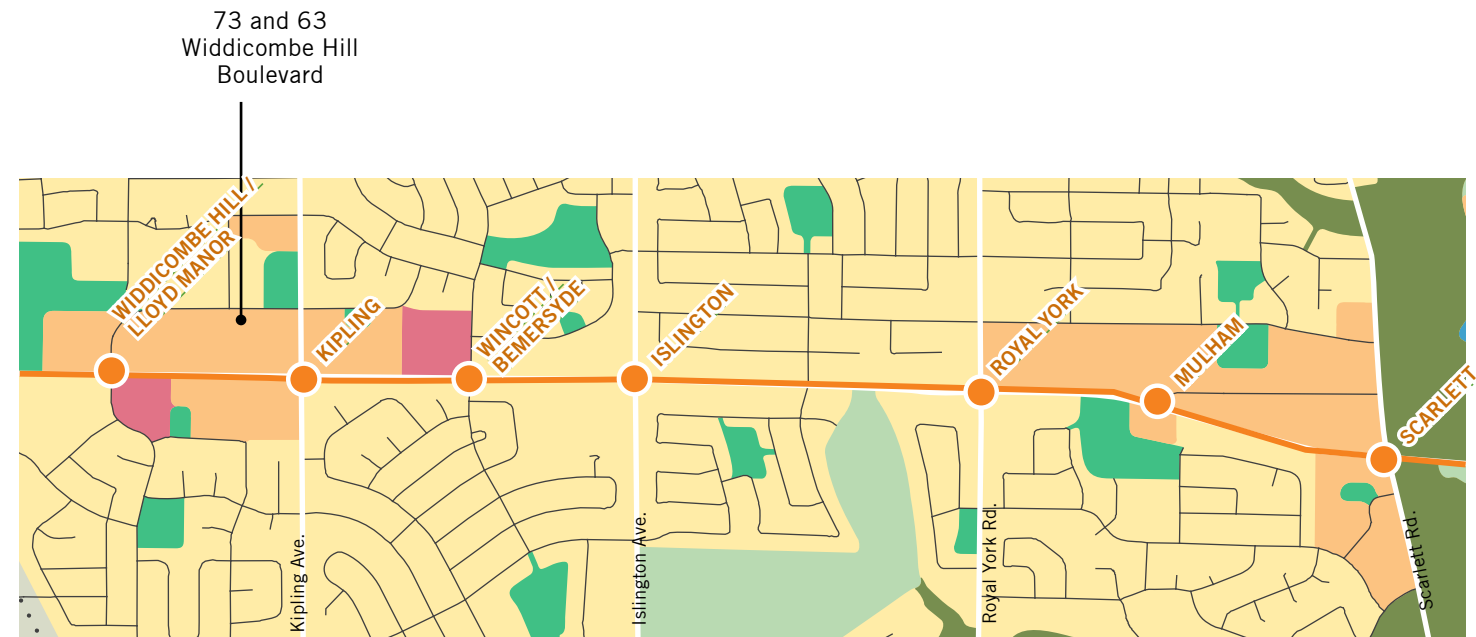 73 and 63
Widdicombe Hill
Boulevard
WIDDICOMBE HILL /
LLOYD MANOR
KIPLING
WINCOTT /
BEMERSYDE
ISLINGTON
ROYAL YORK
MULHAM
SCARLETT
Kipling Ave.
Islington Ave.
Royal York Rd.
Scarlett Rd.